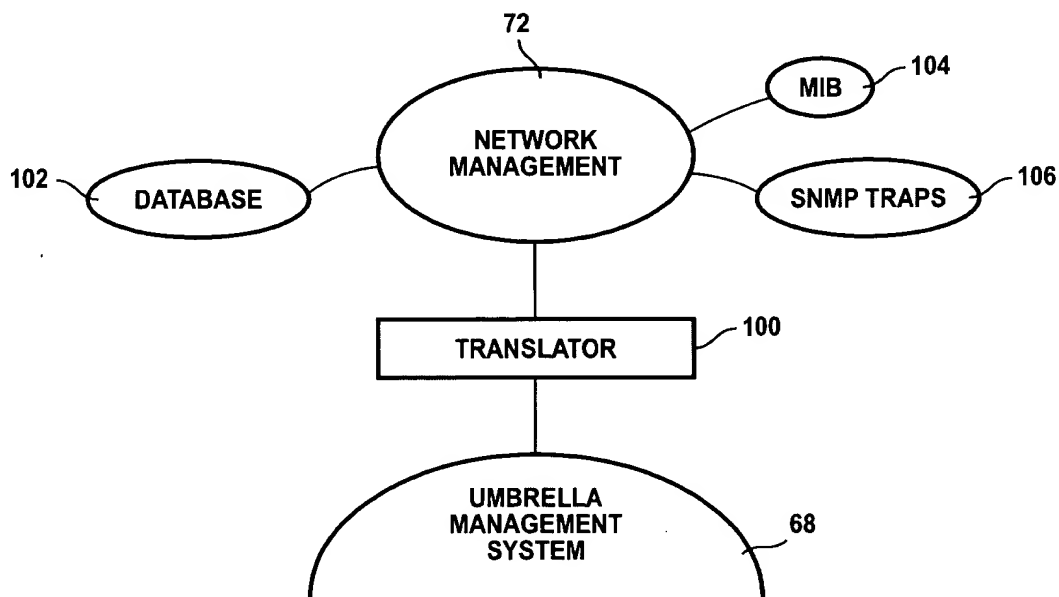 72
MIB
104
NETWORK
MANAGEMENT
102
DATABASE
SNMP TRAPS
106
TRANSLATOR
100
UMBRELLA
MANAGEMENT
SYSTEM
68